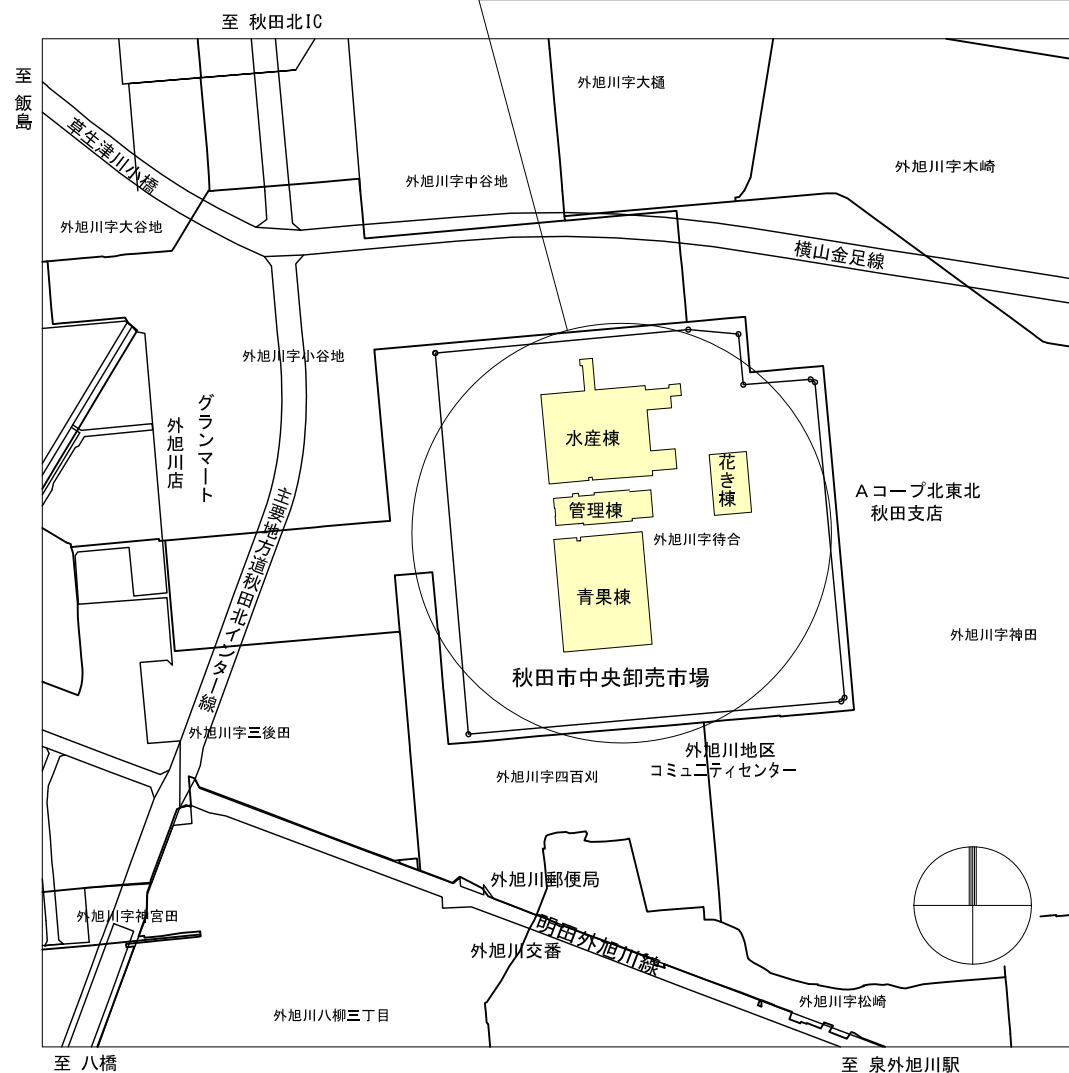 至 秋田北IC
至 飯島
外旭川字大樋
草生津川小橋
外旭川字中谷地
外旭川字木崎
外旭川字大谷地
横山金足線
外旭川字小谷地
グランマート
外旭川店
水産棟
花き棟
管理棟
Aコープ北東北
秋田支店
外旭川字待合
主要地方道秋田北インター線
青果棟
外旭川字神田
秋田市中央卸売市場
外旭川字三後田
外旭川地区
コミュニティセンター
外旭川字四百刈
外旭川郵便局
外旭川字神宮田
明田外旭川線
外旭川交番
外旭川字松崎
外旭川八柳三丁目
至 八橋
至 泉外旭川駅